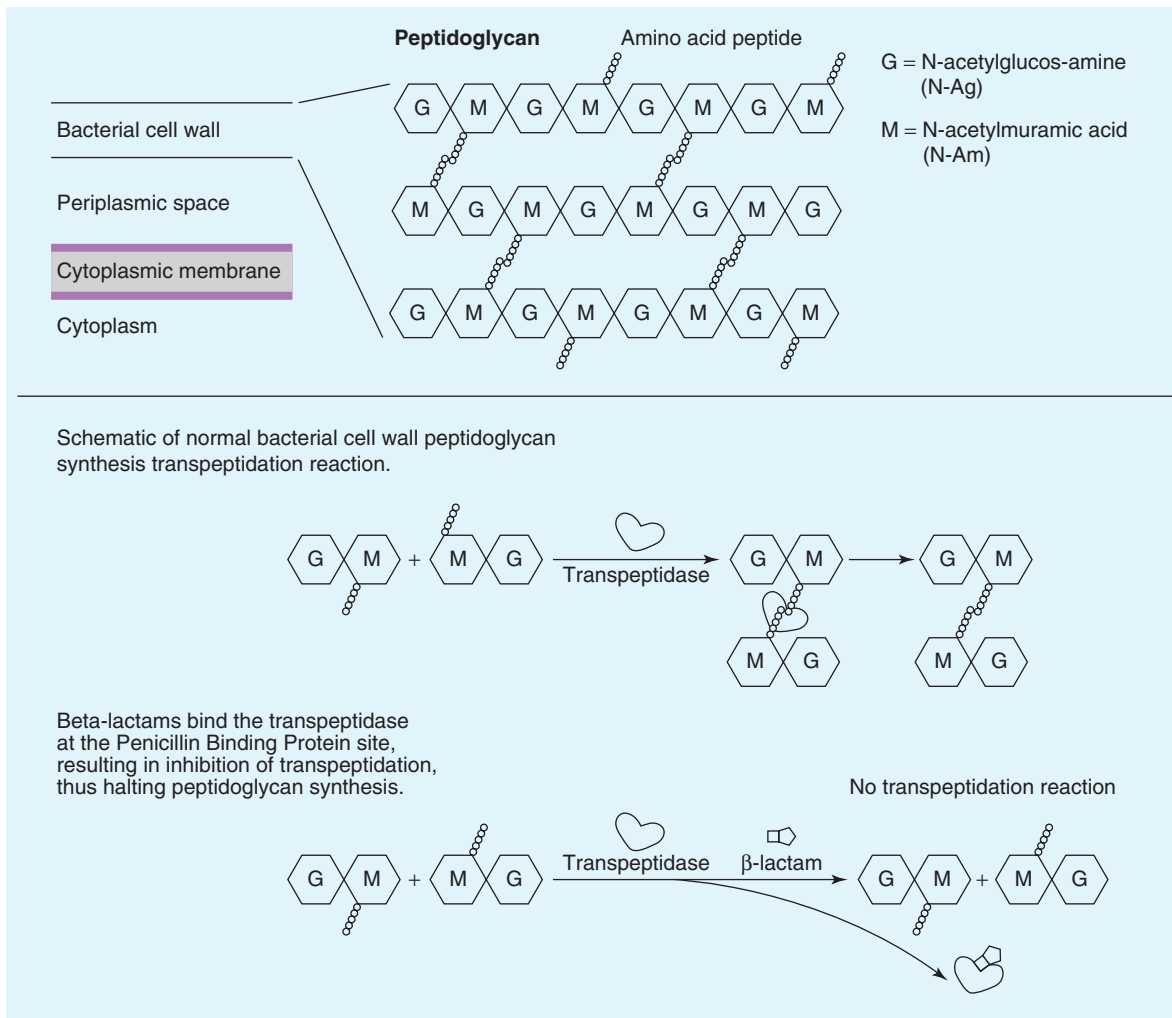 Peptidoglycan
Amino acid peptide
G = N-acetylglucos-amine
(N-Ag)
M = N-acetylmuramic acid
(N-Am)
G M G M G M G M
Bacterial cell wall
M G M G M G M G
Periplasmic space
Cytoplasmic membrane
G M G M G M G M
Cytoplasm
Schematic of normal bacterial cell wall peptidoglycan
synthesis transpeptidation reaction.
G M + M G
Transpeptidase
G M
M G
G M
M G
Beta-lactams bind the transpeptidase
at the Penicillin Binding Protein site,
resulting in inhibition of transpeptidation,
thus halting peptidoglycan synthesis.
No transpeptidation reaction
G M + M G
Transpeptidase
β-lactam
G M + M G